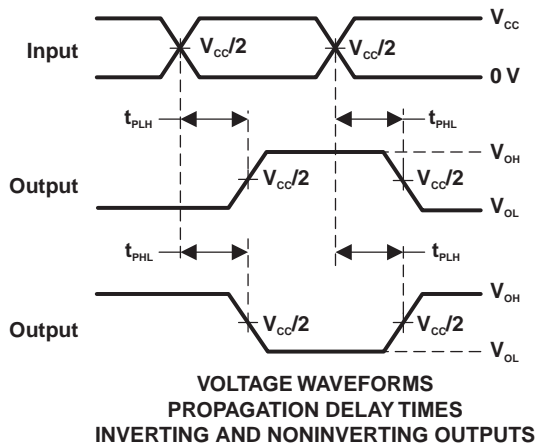 V_CC
Input
V_CC/2
V_CC/2
0 V
t_PLH
t_PHL
V_OH
Output
V_CC/2
V_CC/2
V_OL
t_PHL
t_PLH
V_OH
Output
V_CC/2
V_CC/2
V_OL
VOLTAGE WAVEFORMS
PROPAGATION DELAY TIMES
INVERTING AND NONINVERTING OUTPUTS